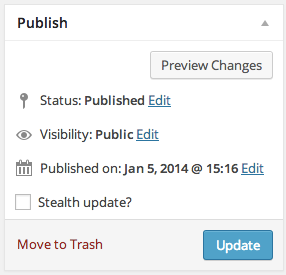 Publish
Preview Changes
Status: Published Edit
Visibility: Public Edit
Published on: Jan 5, 2014 @ 15:16 Edit
Stealth update?
Move to Trash Update